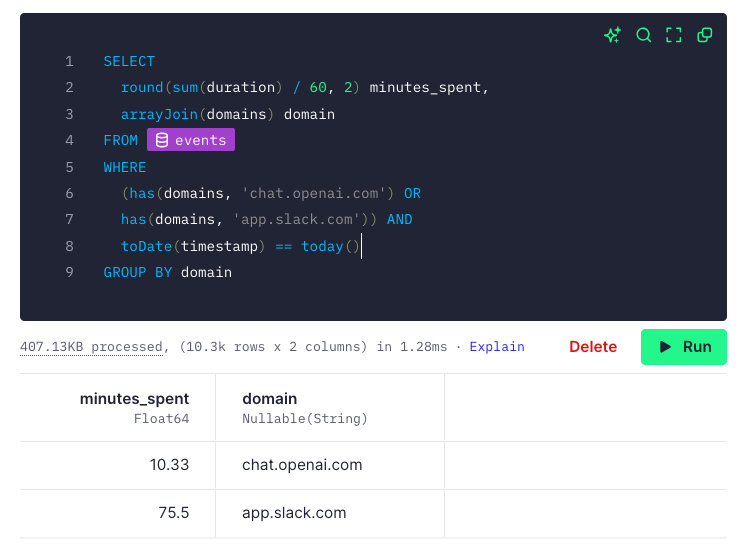 1 SELECT
2 round(sum(duration) / 60, 2) minutes_spent,
3 arrayJoin(domains) domain
4 FROM events
5 WHERE
6 (has(domains, 'chat.openai.com') OR
7 has(domains, 'app.slack.com')) AND
8 toDate(timestamp) == today()
9 GROUP BY domain
407.13KB processed, (10.3k rows x 2 columns) in 1.28ms · Explain Delete Run
minutes_spent domain
Float64 Nullable(String)
10.33 chat.openai.com
75.5 app.slack.com